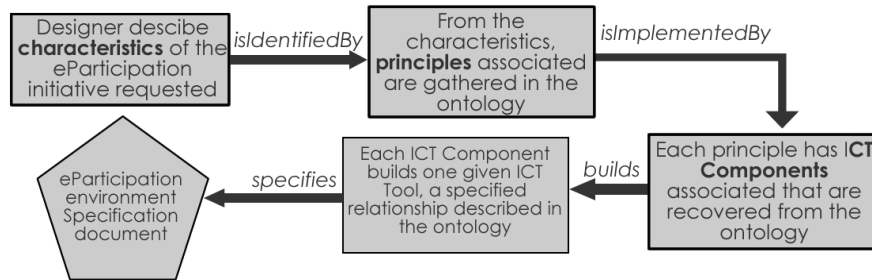 Designer descibe
characteristics of the
eParticipation
initiative requested
isIdentifiedBy
From the
characteristics,
principles associated
are gathered in the
ontology
isImplementedBy
Each principle has ICT
Components
associated that are
recovered from the
ontology
builds
Each ICT Component
builds one given ICT
Tool, a specified
relationship described in
the ontology
specifies
eParticipation
environment
Specification
document